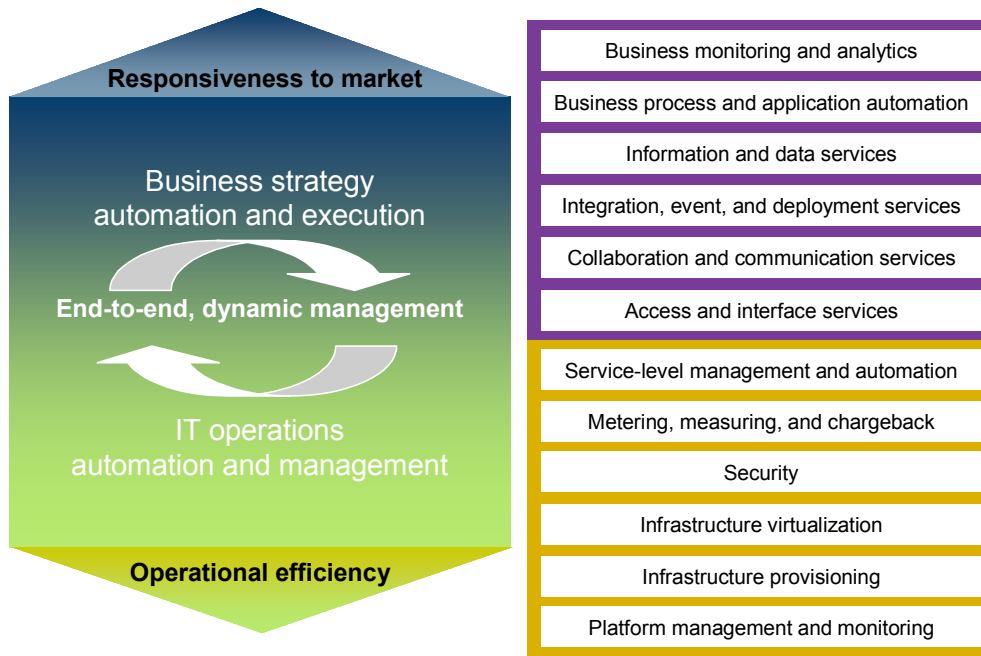 Responsiveness to market
Business strategy
automation and execution
End-to-end, dynamic management
IT operations
automation and management
Operational efficiency
Business monitoring and analytics
Business process and application automation
Information and data services
Integration, event, and deployment services
Collaboration and communication services
Access and interface services
Service-level management and automation
Metering, measuring, and chargeback
Security
Infrastructure virtualization
Infrastructure provisioning
Platform management and monitoring